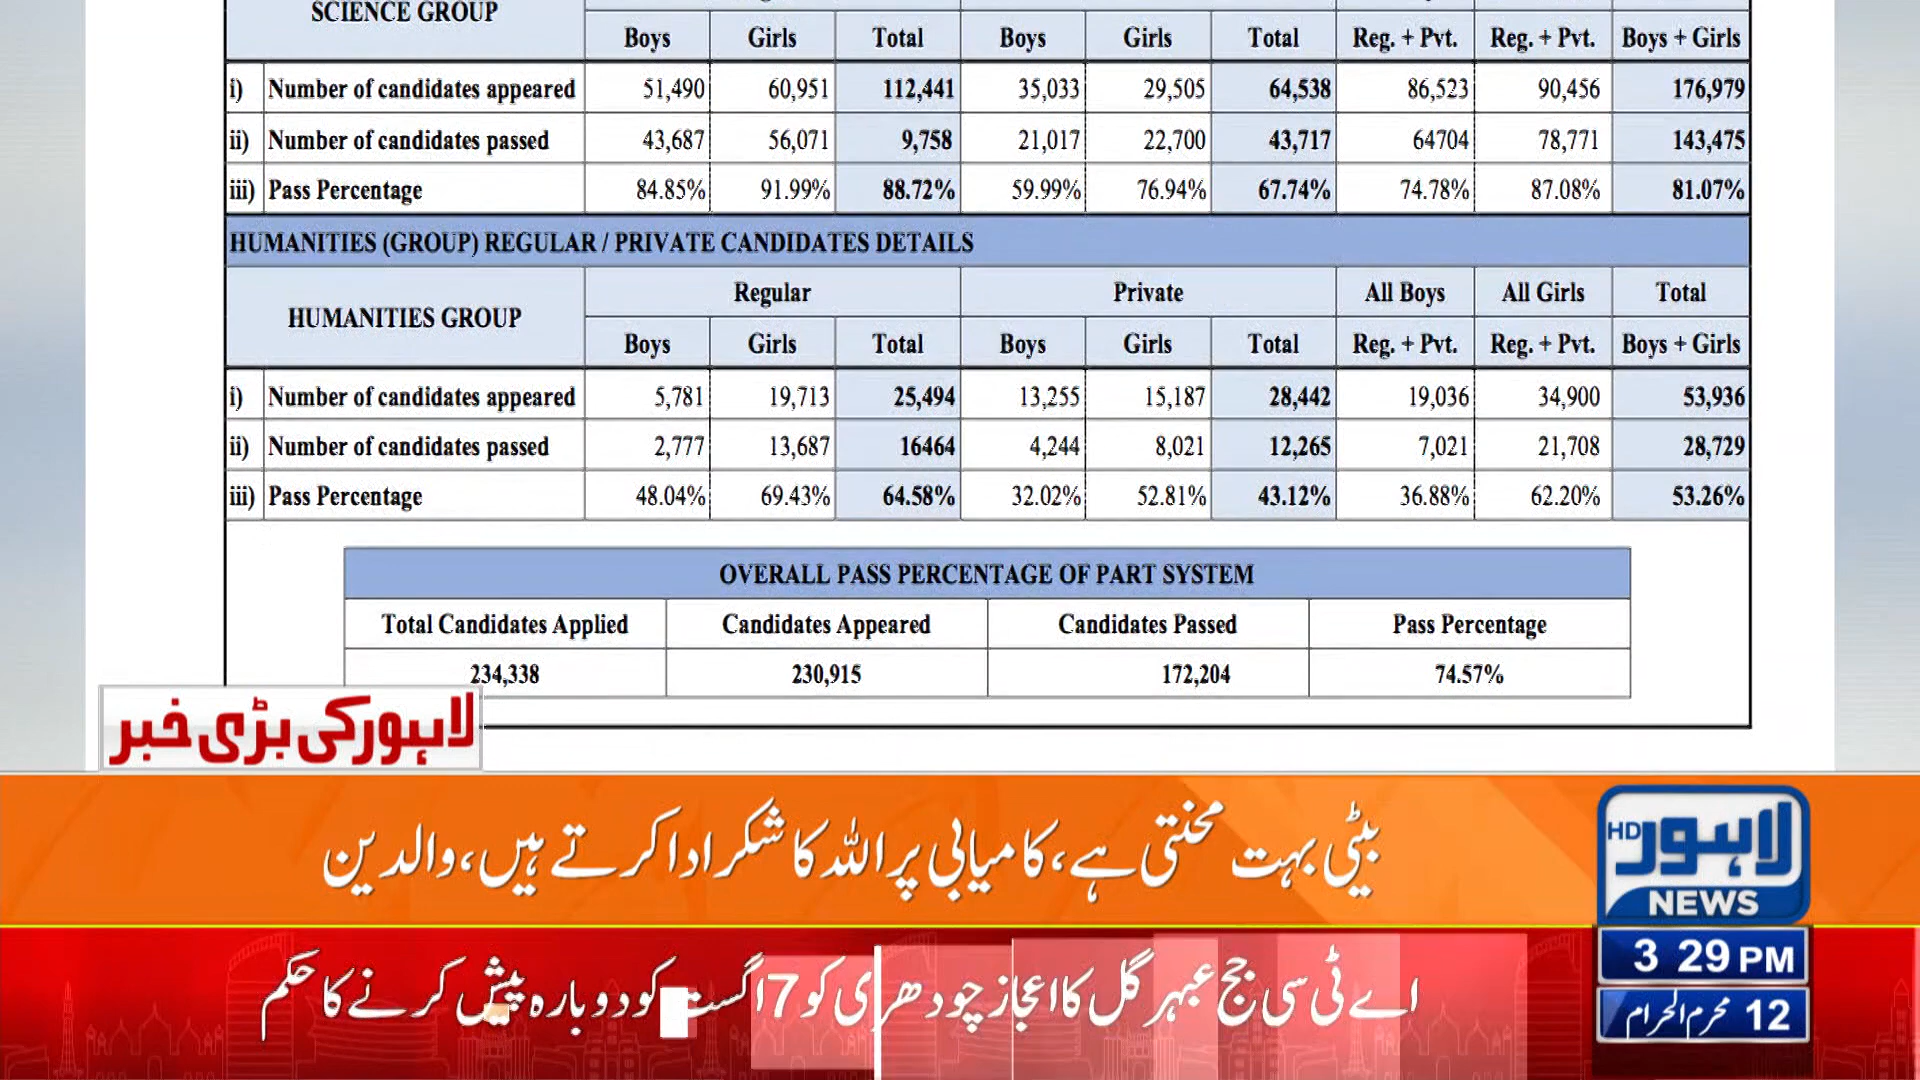 SCIENCE GROUP
Boys Girls Total Boys Girls Total Reg. + Pvt. Reg. + Pvt. Boys + Girls
i) Number of candidates appeared 51,490 60,951 112,441 35,033 29,505 64,538 86,523 90,456 176,979
ii) Number of candidates passed 43,687 56,071 9,758 21,017 22,700 43,717 64704 78,771 143,475
iii) Pass Percentage 84.85% 91.99% 88.72% 59.99% 76.94% 67.74% 74.78% 87.08% 81.07%
HUMANITIES (GROUP) REGULAR / PRIVATE CANDIDATES DETAILS
HUMANITIES GROUP
Regular Private All Boys All Girls Total
Boys Girls Total Boys Girls Total Reg. + Pvt. Reg. + Pvt. Boys + Girls
i) Number of candidates appeared 5,781 19,713 25,494 13,255 15,187 28,442 19,036 34,900 53,936
ii) Number of candidates passed 2,777 13,687 16464 4,244 8,021 12,265 7,021 21,708 28,729
iii) Pass Percentage 48.04% 69.43% 64.58% 32.02% 52.81% 43.12% 36.88% 62.20% 53.26%
OVERALL PASS PERCENTAGE OF PART SYSTEM
Total Candidates Applied Candidates Appeared Candidates Passed Pass Percentage
234,338 230,915 172,204 74.57%
لاہور کی بڑی خبر
بیٹی بہت محنتی ہے، کامیابی پر اللہ کا شکر ادا کرتے ہیں، والدین
لاہور HD
NEWS
3 29 PM
12 محرم الحرام
اے ٹی سی جج عبہر گل کا اعجاز چودھری کو 7 اگست کو دوبارہ پیش کرنے کا حکم